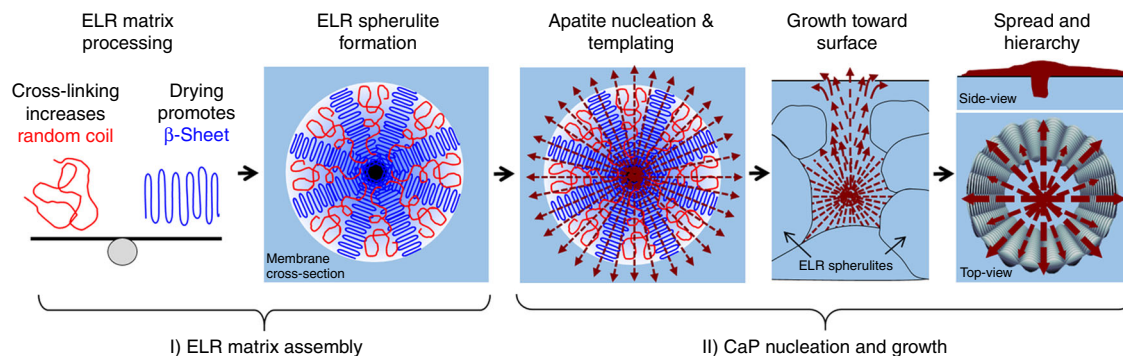 ELR matrix
processing
ELR spherulite
formation
Apatite nucleation &
templating
Growth toward
surface
Spread and
hierarchy
Cross-linking
increases
random coil
Drying
promotes
β-Sheet
Membrane
cross-section
ELR spherulites
Side-view
Top-view
I) ELR matrix assembly
II) CaP nucleation and growth